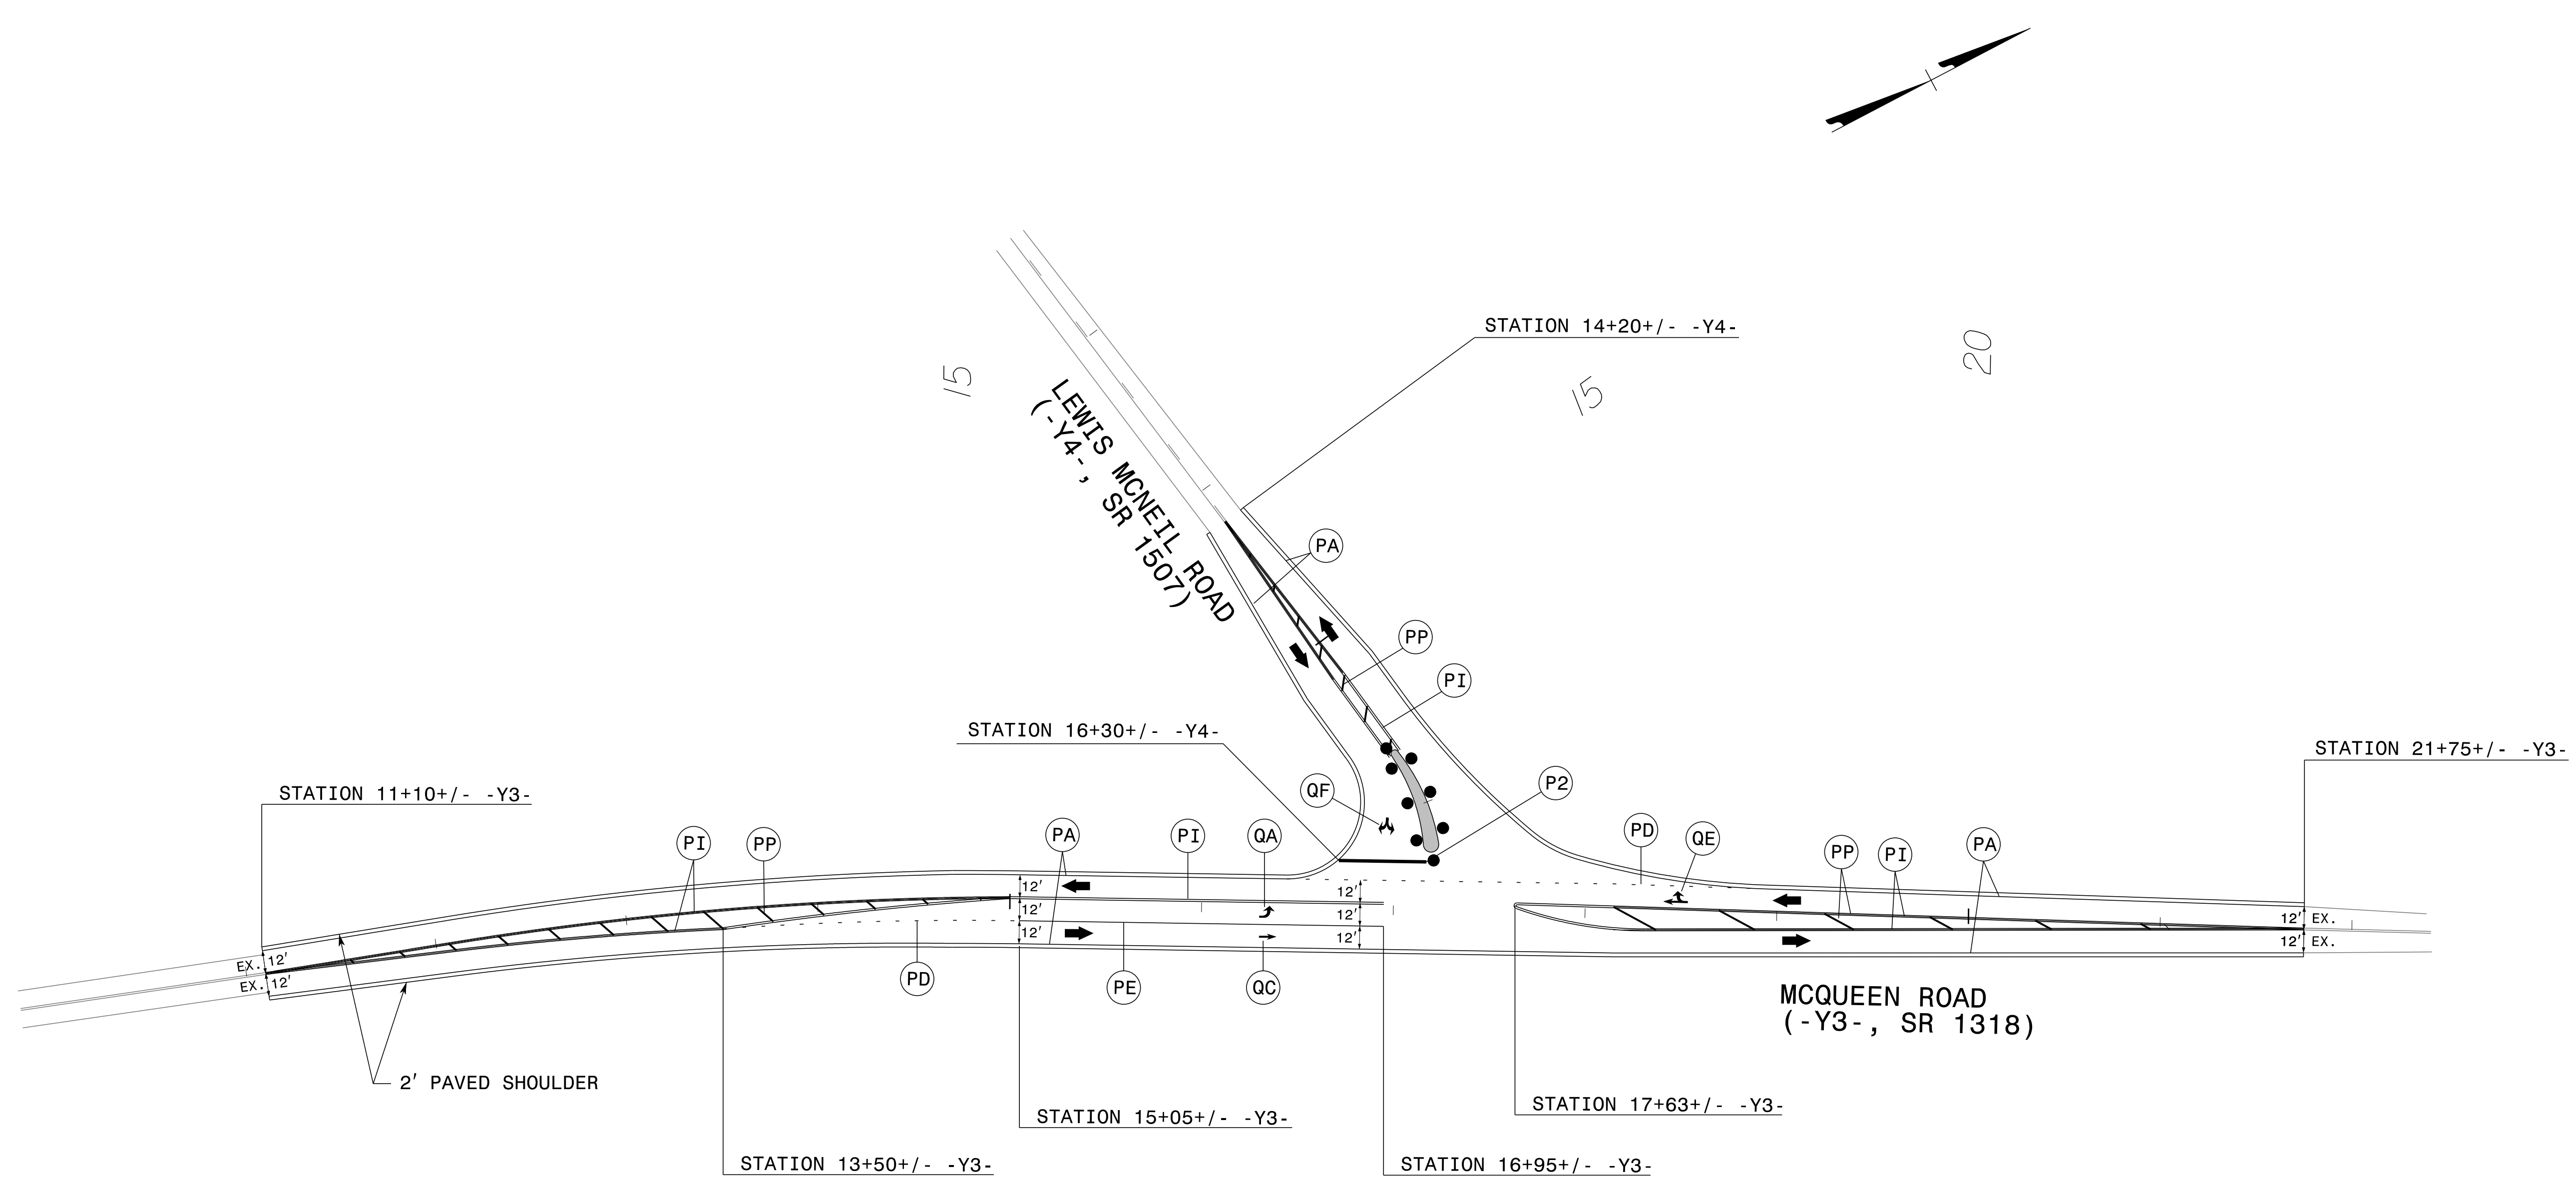 STATION 14+20+/- -Y4-
15
15
20
LEWIS MCNEIL ROAD
(-Y4-, SR 1507)
PA
PP
PI
STATION 16+30+/- -Y4-
STATION 21+75+/- -Y3-
STATION 11+10+/- -Y3-
QF
P2
PI
PP
PA
PI
QA
PD
QE
PP
PI
PA
12'
12'
12'
12'
12'
12'
12' EX.
12' EX.
EX. 12'
EX. 12'
PD
PE
QC
MCQUEEN ROAD
(-Y3-, SR 1318)
2' PAVED SHOULDER
STATION 17+63+/- -Y3-
STATION 15+05+/- -Y3-
STATION 13+50+/- -Y3-
STATION 16+95+/- -Y3-